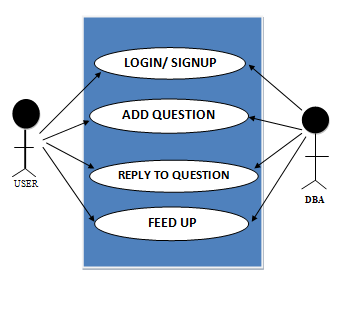 LOGIN/ SIGNUP
ADD QUESTION
REPLY TO QUESTION
FEED UP
USER
DBA